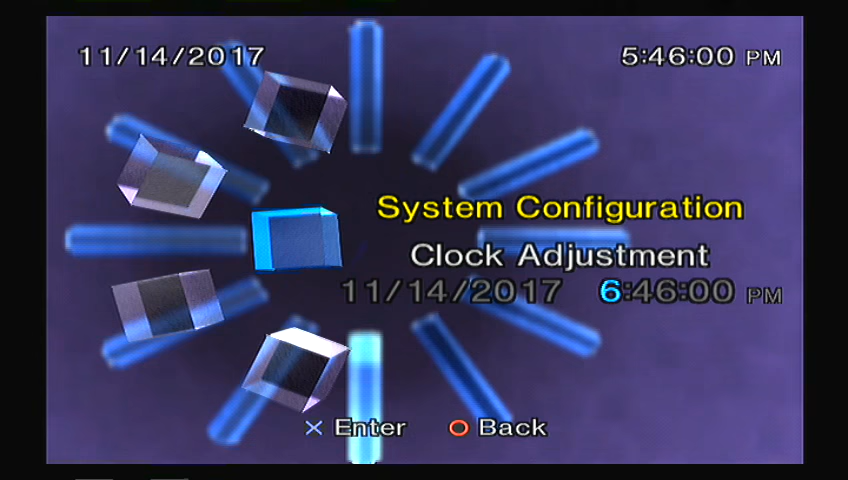 11/14/2017 5:46:00 PM
System Configuration
Clock Adjustment
11/14/2017 6:46:00 PM
Enter Back